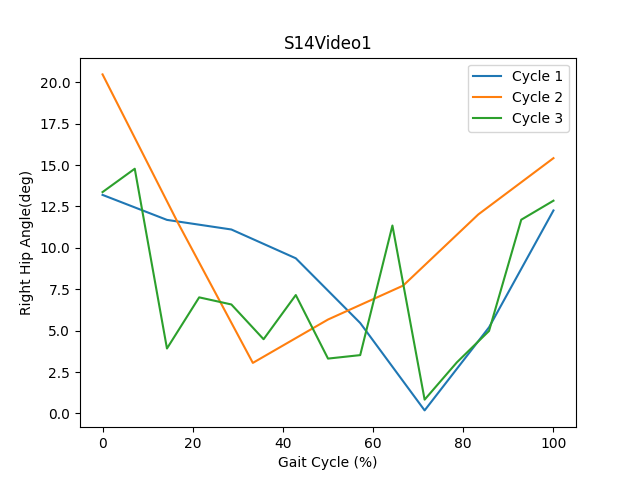 S14Video1
Cycle 1
Cycle 2
Cycle 3
Right Hip Angle(deg)
20.0
17.5
15.0
12.5
10.0
7.5
5.0
2.5
0.0
0 20 40 60 80 100
Gait Cycle (%)